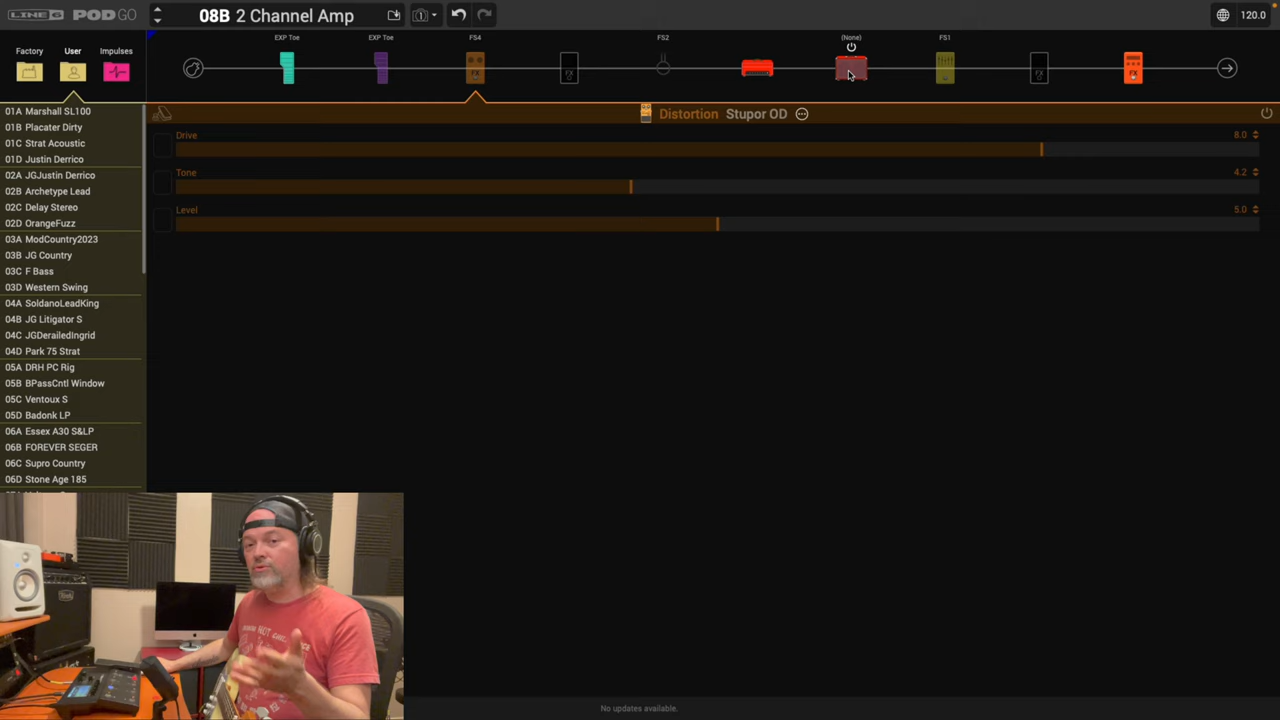 LINE 6 POD GO
08B 2 Channel Amp
120.0
Factory
User
Impulses
EXP Toe
EXP Toe
FS4
FS2
(None)
FS1
FX
FX
FX
FX
Distortion Stupor OD
Drive
8.0
Tone
4.2
Level
5.0
01A Marshall SL100
01B Placater Dirty
01C Strat Acoustic
01D Justin Derrico
02A JGJustin Derrico
02B Archetype Lead
02C Delay Stereo
02D OrangeFuzz
03A ModCountry2023
03B JG Country
03C F Bass
03D Western Swing
04A SoldanoLeadKing
04B JG Litigator S
04C JGDerailedIngrid
04D Park 75 Strat
05A DRH PC Rig
05B BPassCntl Window
05C Ventoux S
05D Badonk LP
06A Essex A30 S&LP
06B FOREVER SEGER
06C Supro Country
06D Stone Age 185
No updates available.